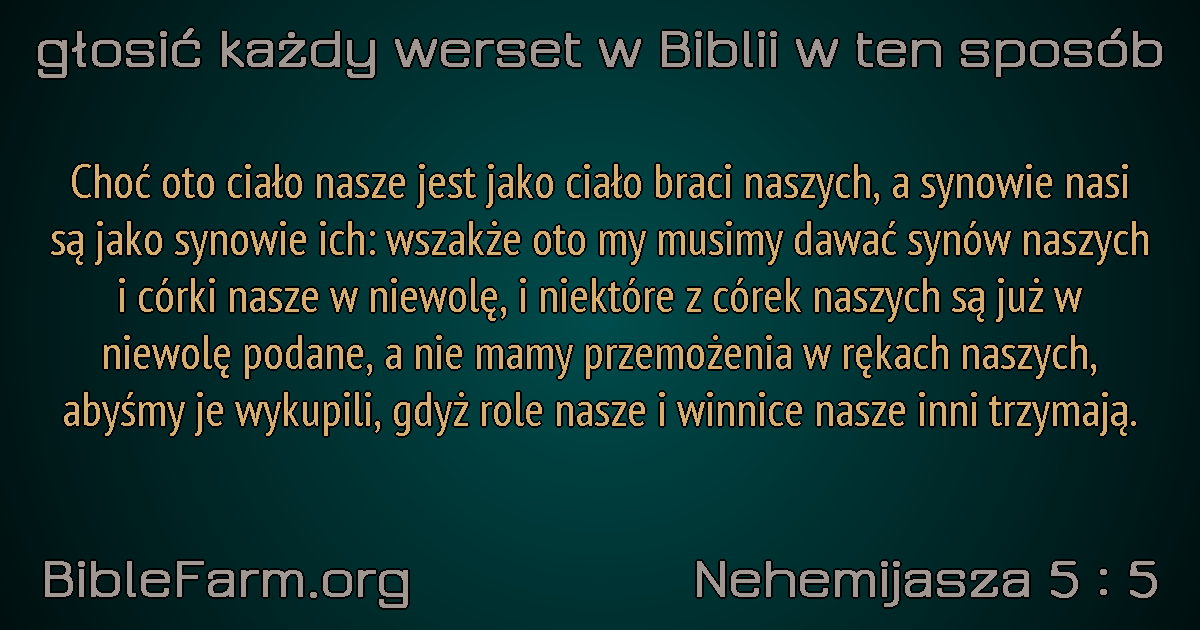 głosić każdy werset w Biblii w ten sposób
Choć oto ciało nasze jest jako ciało braci naszych, a synowie nasi
są jako synowie ich: wszakże oto my musimy dawać synów naszych
i córki nasze w niewolę, i niektóre z córek naszych są już w
niewolę podane, a nie mamy przemożenia w rękach naszych,
abyśmy je wykupili, gdyż role nasze i winnice nasze inni trzymają.
BibleFarm.org
Nehemijasza 5 : 5